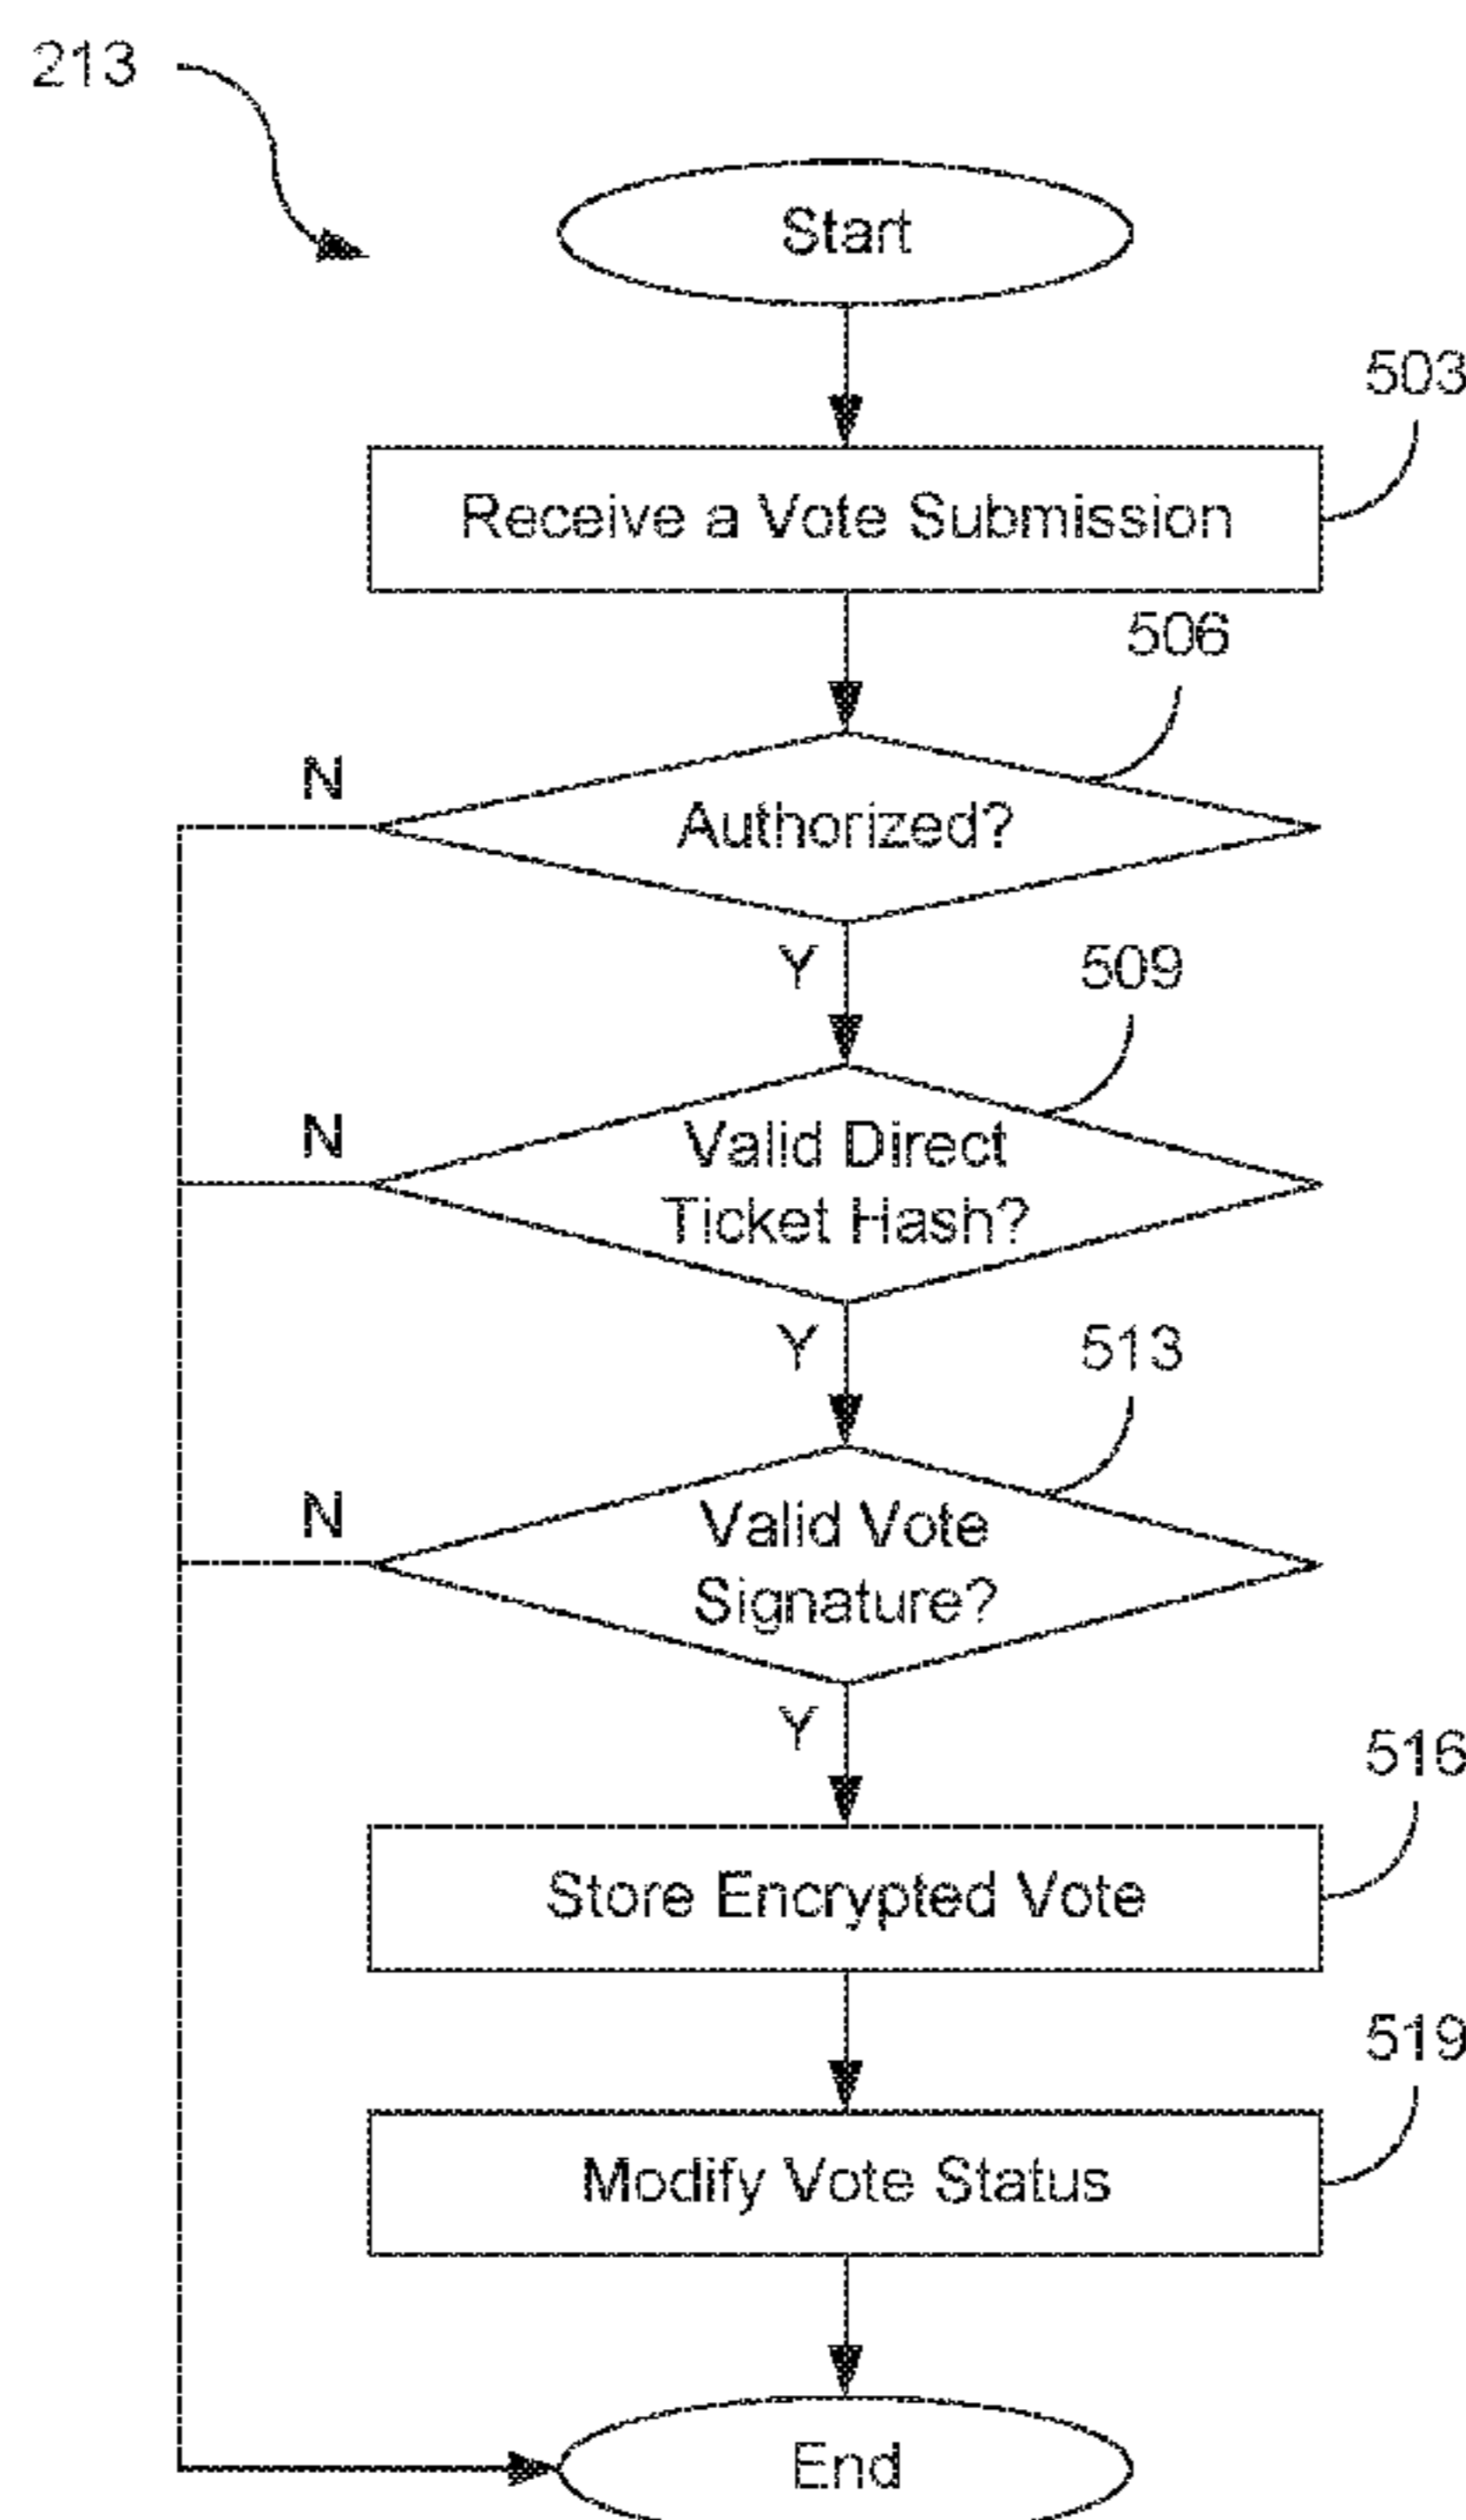 213
Start
503
Receive a Vote Submission
506
N
Authorized?
Y
509
N
Valid Direct
Ticket Hash?
Y
513
N
Valid Vote
Signature?
Y
516
Store Encrypted Vote
519
Modify Vote Status
End